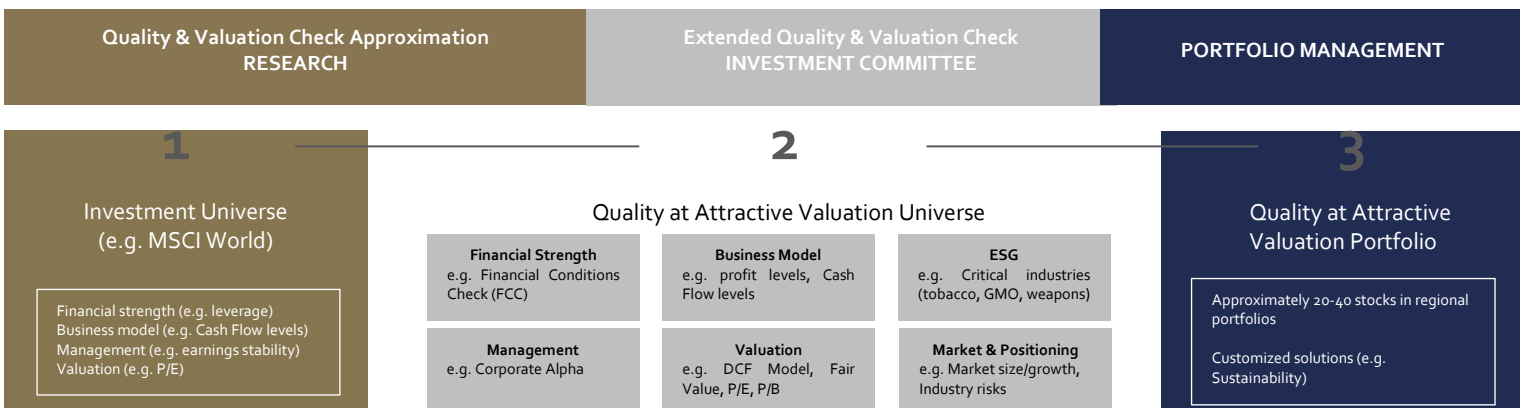 Quality & Valuation Check Approximation
RESEARCH
Extended Quality & Valuation Check
INVESTMENT COMMITTEE
PORTFOLIO MANAGEMENT
1
Investment Universe
(e.g. MSCI World)
Financial strength (e.g. leverage)
Business model (e.g. Cash Flow levels)
Management (e.g. earnings stability)
Valuation (e.g. P/E)
2
Quality at Attractive Valuation Universe
Financial Strength
e.g. Financial Conditions
Check (FCC)
Business Model
e.g. profit levels, Cash
Flow levels
ESG
e.g. Critical industries
(tobacco, GMO, weapons)
Management
e.g. Corporate Alpha
Valuation
e.g. DCF Model, Fair
Value, P/E, P/B
Market & Positioning
e.g. Market size/growth,
Industry risks
3
Quality at Attractive
Valuation Portfolio
Approximately 20-40 stocks in regional
portfolios
Customized solutions (e.g.
Sustainability)